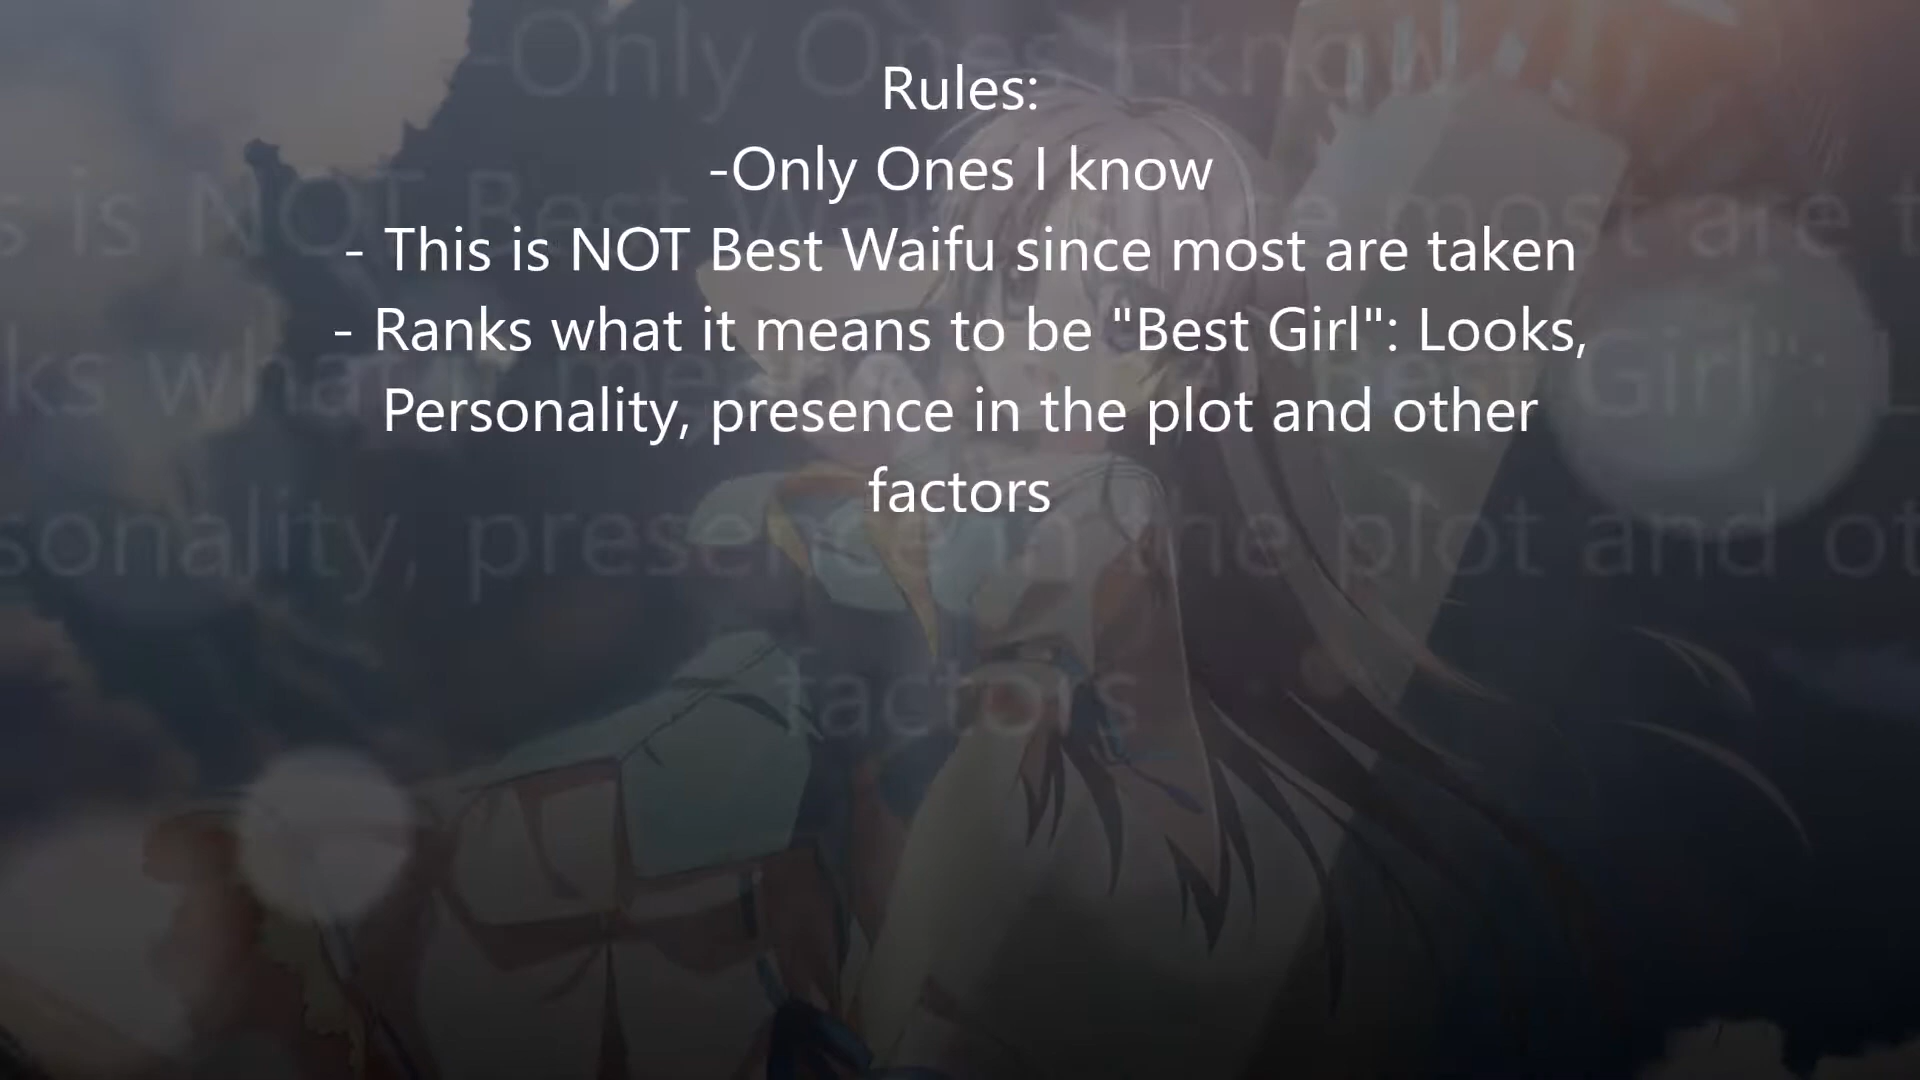 Rules:
-Only Ones I know
- This is NOT Best Waifu since most are taken
- Ranks what it means to be "Best Girl": Looks,
Personality, presence in the plot and other
factors